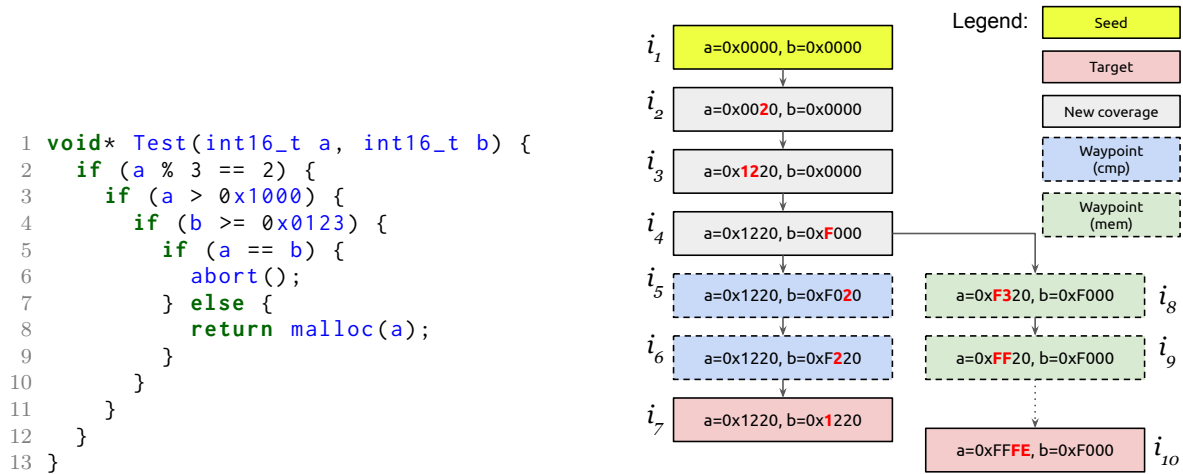 1 void* Test(int16_t a, int16_t b) {
2 if (a % 3 == 2) {
3 if (a > 0x1000) {
4 if (b >= 0x0123) {
5 if (a == b) {
6 abort();
7 } else {
8 return malloc(a);
9 }
10 }
11 }
12 }
13 }
i1 a=0x0000, b=0x0000
i2 a=0x0020, b=0x0000
i3 a=0x1220, b=0x0000
i4 a=0x1220, b=0xF000
i5 a=0x1220, b=0xF020
i6 a=0x1220, b=0xF220
i7 a=0x1220, b=0x1220
a=0xF320, b=0xF000 i8
a=0xFF20, b=0xF000 i9
a=0xFFFE, b=0xF000 i10
Legend:
Seed
Target
New coverage
Waypoint
(cmp)
Waypoint
(mem)